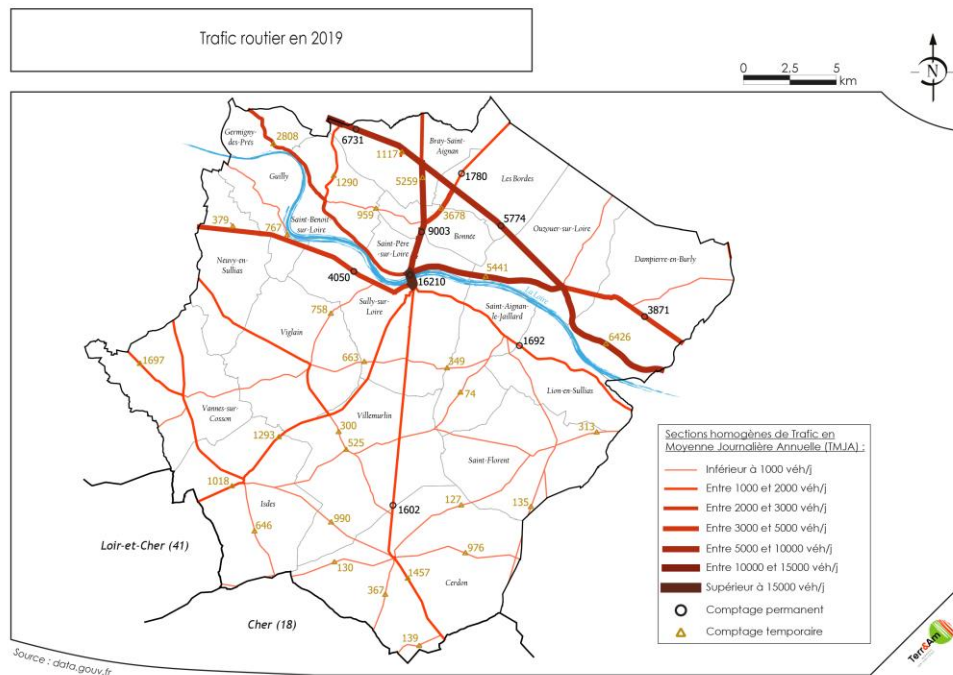 Trafic routier en 2019
0 2,5 5
km
N
Germigny-
des-Prés
2808
6731
1117
Bray-Saint-
Aignan
Guilly
1290
5259
1780
Les Bordes
379
767
Saint-Benoît
sur-Loire
959
3678
5774
Ouzouer-sur-Loire
9003
Bonnée
Saint-Père
sur-Loire
Neuvy-en-
Sullias
Dampierre-en-Burly
4050
5441
16210
La Loire
Sully-sur-
Loire
Saint-Aignan
-le-Jaillard
3871
758
Viglain
1692
6426
1697
663
349
Lion-en-Sullias
74
Vannes-sur-
Cosson
Villemurlin
1293
300
525
313
Saint-Florent
1018
Isdes
127
135
1602
646
990
Loir-et-Cher (41)
976
130
1457
Cerdon
367
Cher (18)
139
Sections homogènes de Trafic en
Moyenne Journalière Annuelle (TMJA) :
Inférieur à 1000 véh/j
Entre 1000 et 2000 véh/j
Entre 2000 et 3000 véh/j
Entre 3000 et 5000 véh/j
Entre 5000 et 10000 véh/j
Entre 10000 et 15000 véh/j
Supérieur à 15000 véh/j
Comptage permanent
Comptage temporaire
Source : data.gouv.fr
Terr&Am